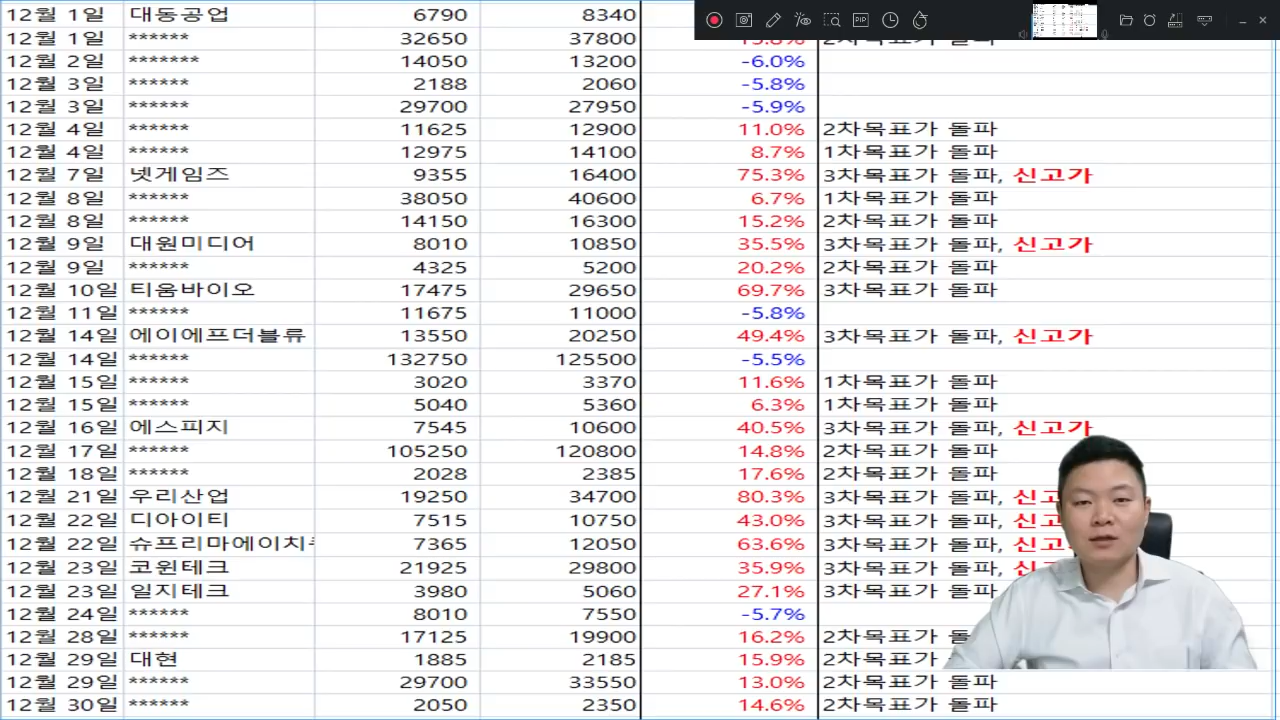 12월 1일 대동공업 6790 8340
12월 1일 ****** 32650 37800 15.8% 2차목표가 돌파
12월 2일 ******* 14050 13200 -6.0%
12월 3일 ****** 2188 2060 -5.8%
12월 3일 ****** 29700 27950 -5.9%
12월 4일 ****** 11625 12900 11.0% 2차목표가 돌파
12월 4일 ****** 12975 14100 8.7% 1차목표가 돌파
12월 7일 넷게임즈 9355 16400 75.3% 3차목표가 돌파, 신고가
12월 8일 ****** 38050 40600 6.7% 1차목표가 돌파
12월 8일 ****** 14150 16300 15.2% 2차목표가 돌파
12월 9일 대원미디어 8010 10850 35.5% 3차목표가 돌파, 신고가
12월 9일 ****** 4325 5200 20.2% 2차목표가 돌파
12월 10일 티움바이오 17475 29650 69.7% 3차목표가 돌파
12월 11일 ****** 11675 11000 -5.8%
12월 14일 에이에프더블류 13550 20250 49.4% 3차목표가 돌파, 신고가
12월 14일 ****** 132750 125500 -5.5%
12월 15일 ****** 3020 3370 11.6% 1차목표가 돌파
12월 15일 ****** 5040 5360 6.3% 1차목표가 돌파
12월 16일 에스피지 7545 10600 40.5% 3차목표가 돌파, 신고가
12월 17일 ****** 105250 120800 14.8% 2차목표가 돌파
12월 18일 ****** 2028 2385 17.6% 2차목표가 돌파
12월 21일 우리산업 19250 34700 80.3% 3차목표가 돌파, 신고
12월 22일 디아이티 7515 10750 43.0% 3차목표가 돌파, 신고
12월 22일 슈프리마에이치 7365 12050 63.6% 3차목표가 돌파, 신고
12월 23일 코윈테크 21925 29800 35.9% 3차목표가 돌파, 신고
12월 23일 일지테크 3980 5060 27.1% 3차목표가 돌파
12월 24일 ****** 8010 7550 -5.7%
12월 28일 ****** 17125 19900 16.2% 2차목표가 돌
12월 29일 대현 1885 2185 15.9% 2차목표가
12월 29일 ****** 29700 33550 13.0% 2차목표가 돌파
12월 30일 ****** 2050 2350 14.6% 2차목표가 돌파
PIP